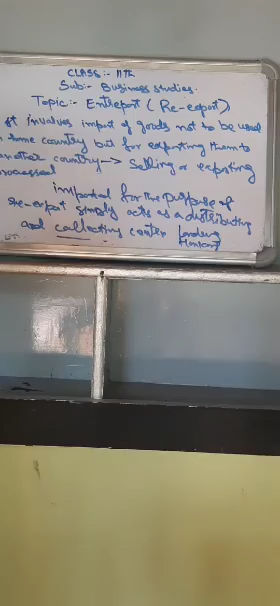 CLASS:- 11th
Sub:- Business studies.
Topic:- Entrepot (Re-export)
It involves import of goods not to be used
n home country but for exporting them to
another country → Selling or exporting
processed
imported for the purpose of
re-export simply acts as a distributing
and collecting center